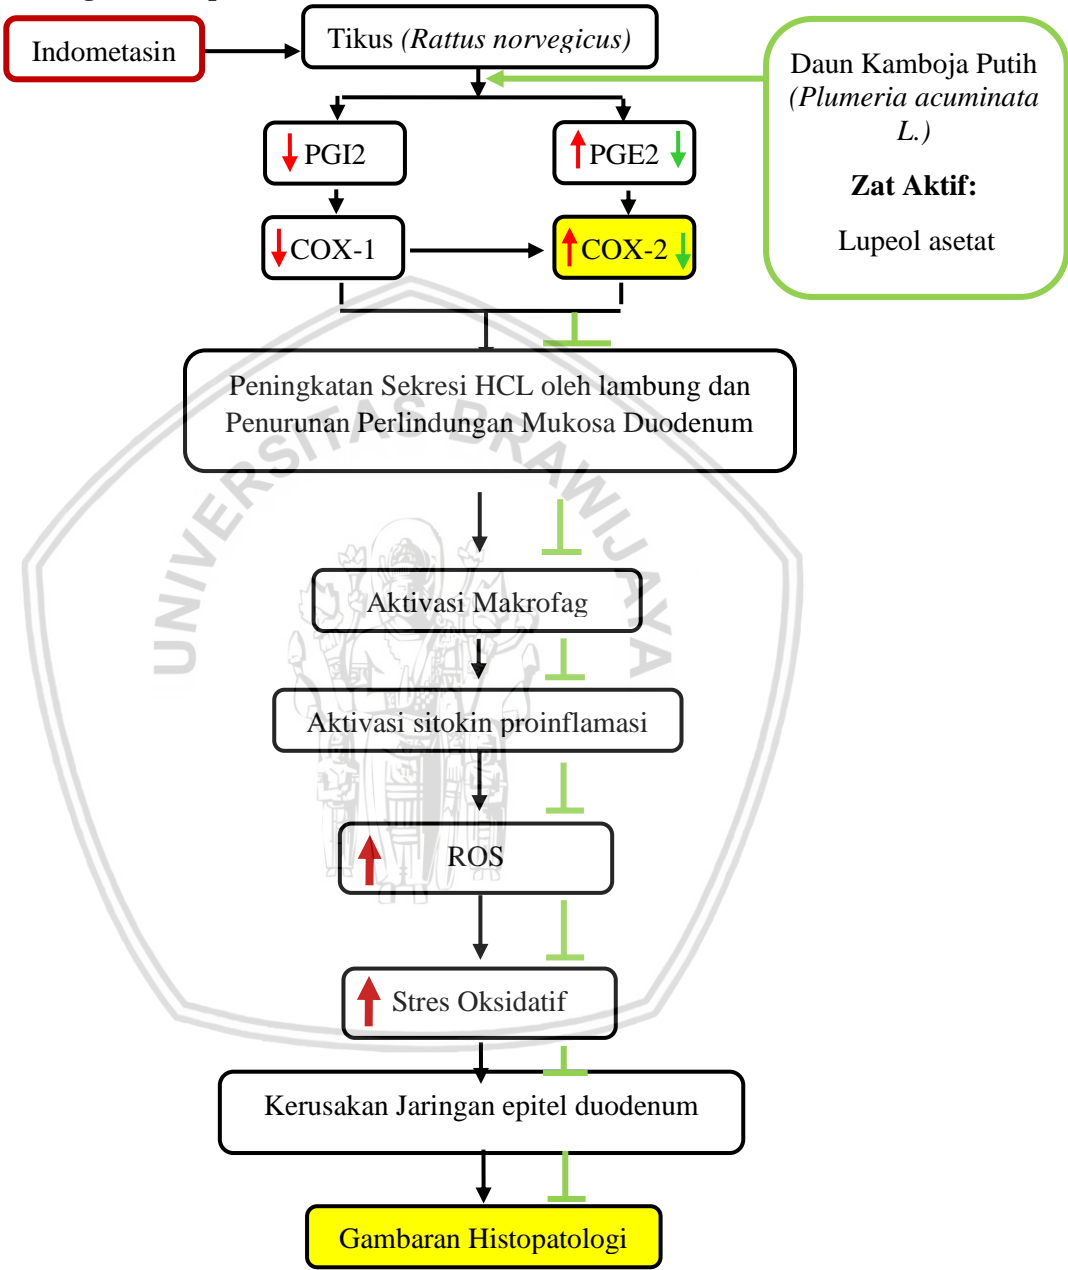 Indometasin
Tikus (Rattus norvegicus)
Daun Kamboja Putih
(Plumeria acuminata
L.)
Zat Aktif:
Lupeol asetat
PGI2
PGE2
COX-1
COX-2
Peningkatan Sekresi HCL oleh lambung dan
Penurunan Perlindungan Mukosa Duodenum
UNIVERSITAS BRAWIJAYA
Aktivasi Makrofag
Aktivasi sitokin proinflamasi
ROS
Stres Oksidatif
Kerusakan Jaringan epitel duodenum
Gambaran Histopatologi